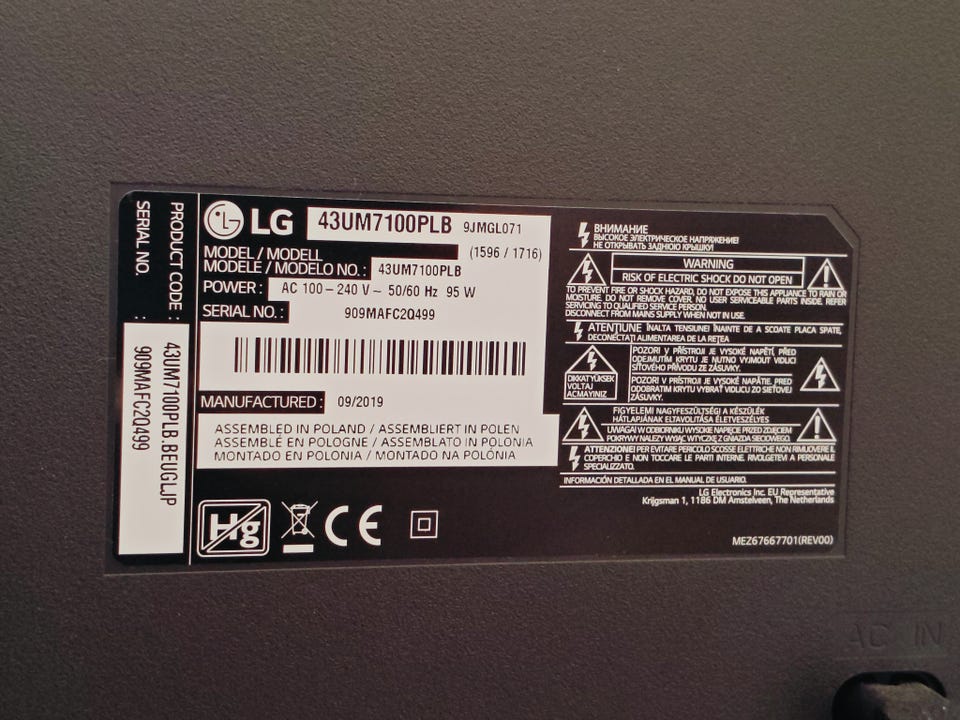 PRODUCT CODE : 43UM7100PLB.BEUGLJP
SERIAL NO. : 909MAFC2Q499
LG 43UM7100PLB 9JMGL071
(1596 / 1716)
MODEL / MODELL
MODELE / MODELO NO. : 43UM7100PLB
POWER : AC 100 – 240 V ~ 50/60 Hz 95 W
SERIAL NO. : 909MAFC2Q499
MANUFACTURED : 09/2019
ASSEMBLED IN POLAND / ASSEMBLIERT IN POLEN
ASSEMBLÉ EN POLOGNE / ASSEMBLATO IN POLONIA
MONTADO EN POLONIA / MONTADO NA POLÓNIA
Hg
CE
ВНИМАНИЕ
ВЫСОКОЕ ЭЛЕКТРИЧЕСКОЕ НАПРЯЖЕНИЕ!
НЕ ОТКРЫВАТЬ ЗАДНЮЮ КРЫШКУ!
WARNING
RISK OF ELECTRIC SHOCK DO NOT OPEN
TO PREVENT FIRE OR SHOCK HAZARD, DO NOT EXPOSE THIS APPLIANCE TO RAIN OR
MOISTURE. DO NOT REMOVE COVER. NO USER SERVICEABLE PARTS INSIDE. REFER
SERVICING TO QUALIFIED SERVICE PERSON.
DISCONNECT FROM MAINS SUPPLY WHEN NOT IN USE.
ATENŢIUNE ÎNALTA TENSIUNE! ÎNAINTE DE A SCOATE PLACA SPATE,
DECONECTAŢI ALIMENTAREA DE LA REŢEA
DIKKAT YÜKSEK
VOLTAJ
AÇMAYINIZ
POZOR! V PŘÍSTROJI JE VYSOKÉ NAPĚTÍ, PŘED
ODEJMUTÍM KRYTU JE NUTNO VYJMOUT VIDLICI
SÍŤOVÉHO PŘÍVODU ZE ZÁSUVKY.
POZOR! V PRÍSTROJI JE VYSOKÉ NAPÄTIE, PRED
ODOBRATÍM KRYTU VYBRAŤ VIDLICU ZO SIEŤOVEJ
ZÁSUVKY.
FIGYELEM! NAGYFESZÜLTSÉG! A KÉSZÜLÉK
HÁTLAPJÁNAK ELTÁVOLÍTÁSA ÉLETVESZÉLYES
UWAGA! W ODBIORNIKU WYSOKIE NAPIĘCIE PRZED ZDJĘCIEM
POKRYWY NALEŻY WYJĄĆ WTYCZKĘ Z GNIAZDA SIECIOWEGO.
ATTENZIONE! PER EVITARE PERICOLO SCOSSE ELETTRICHE NON RIMUOVERE IL
COPERCHIO E NON TOCCARE LE PARTI INTERNE. RIVOLGETEVI A PERSONALE
SPECIALIZZATO.
INFORMACIÓN DETALLADA EN EL MANUAL DE USUARIO.
LG Electronics Inc. EU Representative
Krijgsman 1, 1186 DM Amstelveen, The Netherlands
MEZ67667701(REV00)
AC IN